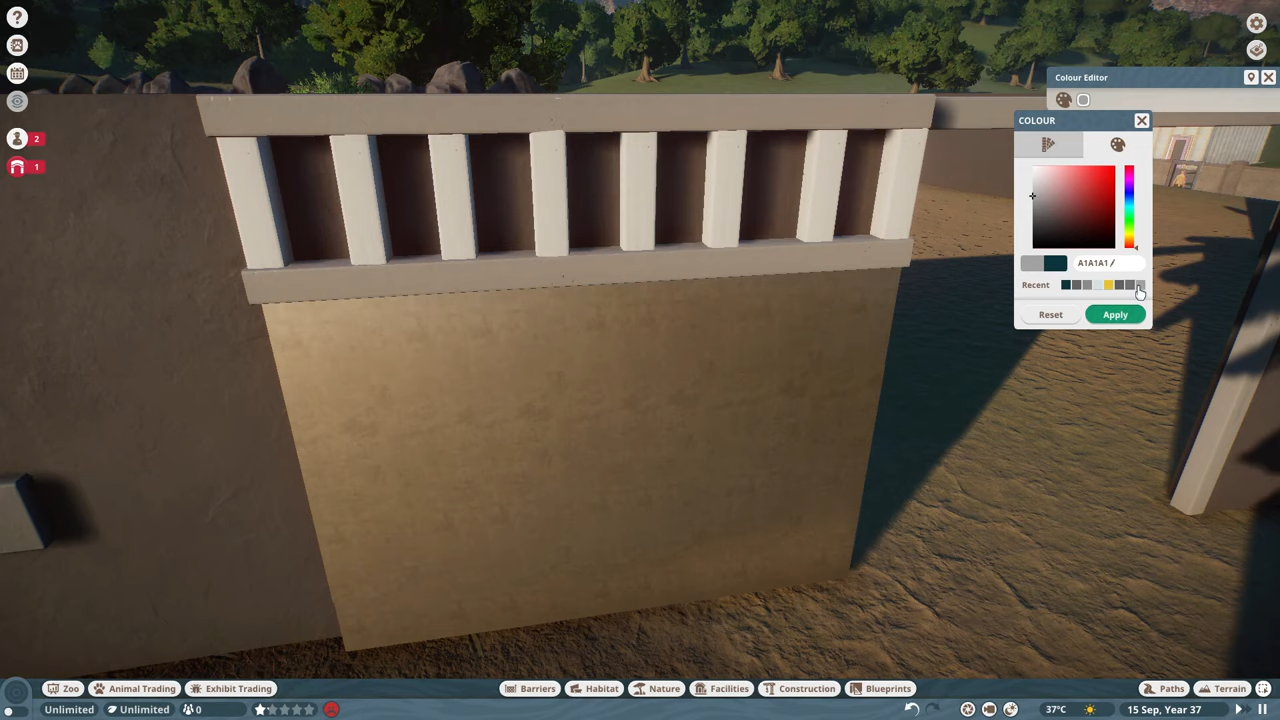 ?
2
1
Colour Editor
COLOUR
A1A1A1
Recent
Reset
Apply
Zoo
Animal Trading
Exhibit Trading
Barriers
Habitat
Nature
Facilities
Construction
Blueprints
Paths
Terrain
Unlimited
Unlimited
0
37°C
15 Sep, Year 37